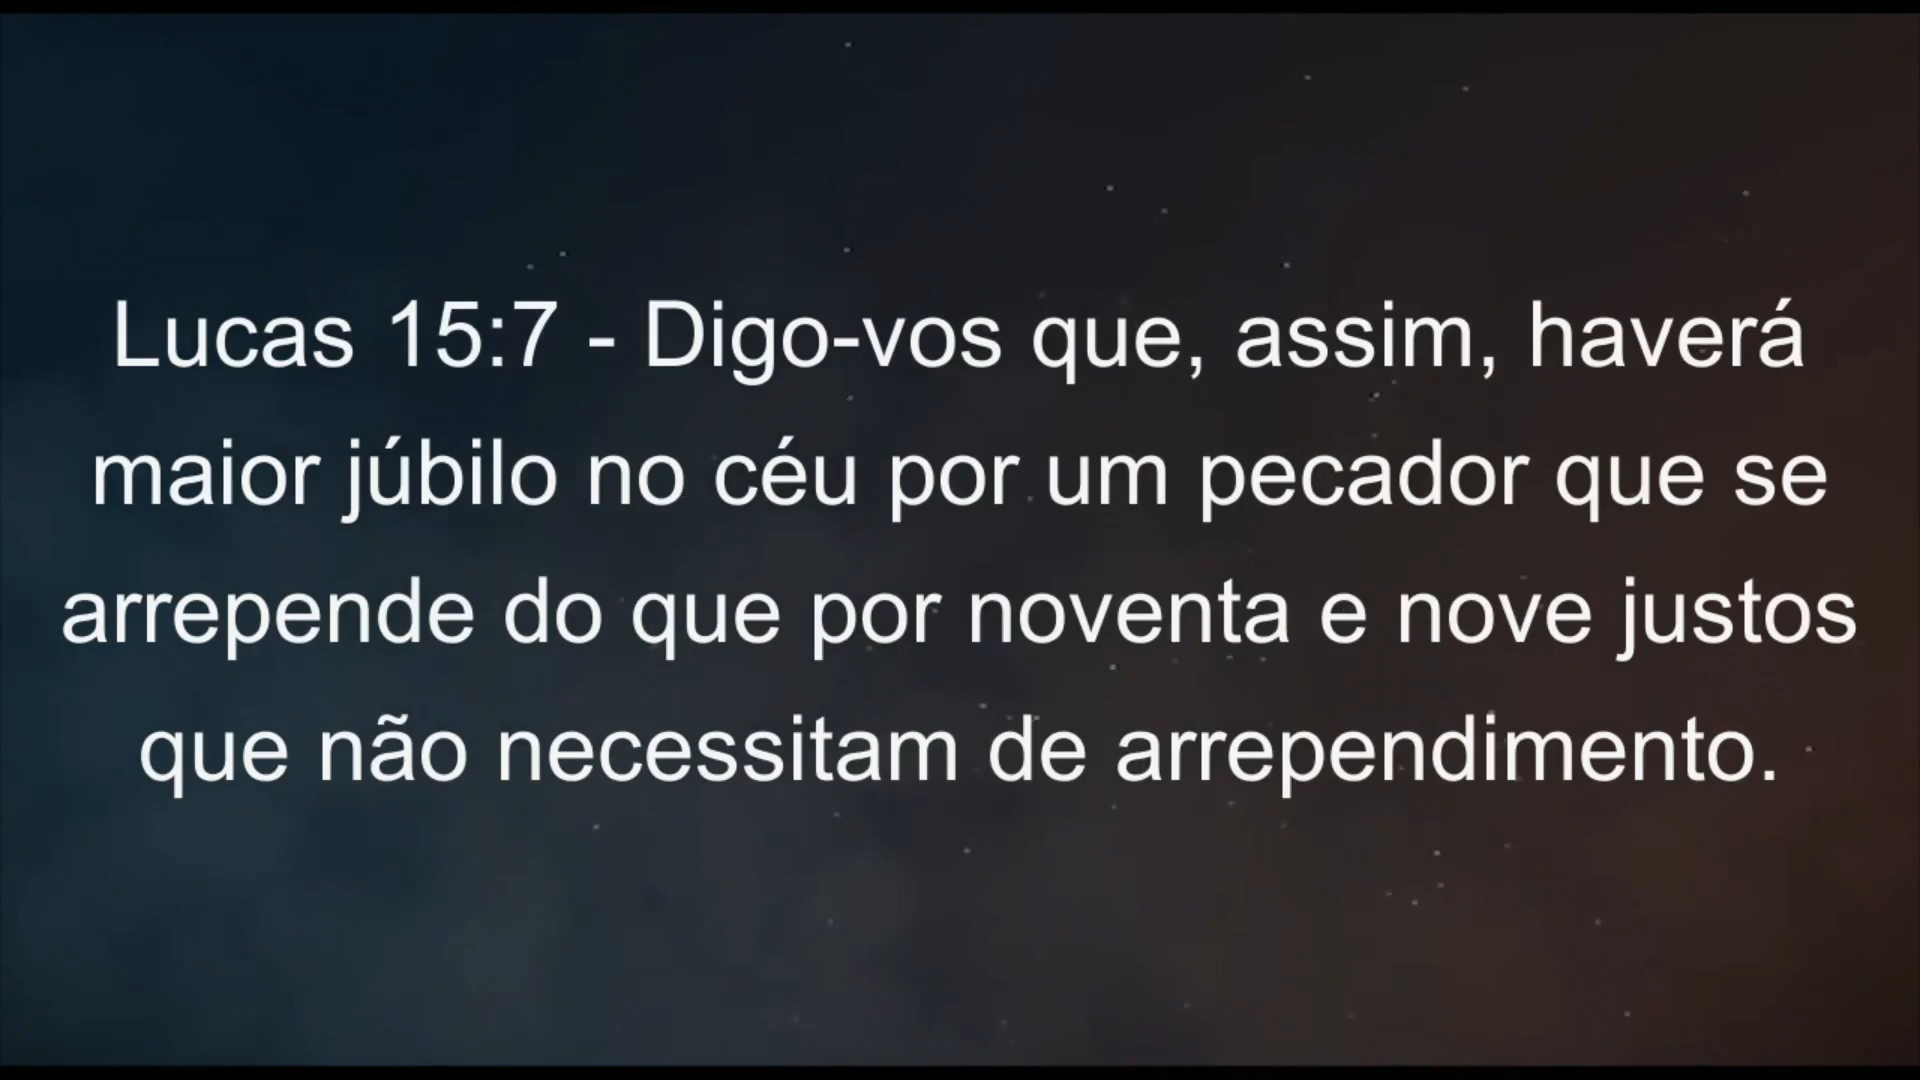 Lucas 15:7 - Digo-vos que, assim, haverá
maior júbilo no céu por um pecador que se
arrepende do que por noventa e nove justos
que não necessitam de arrependimento.